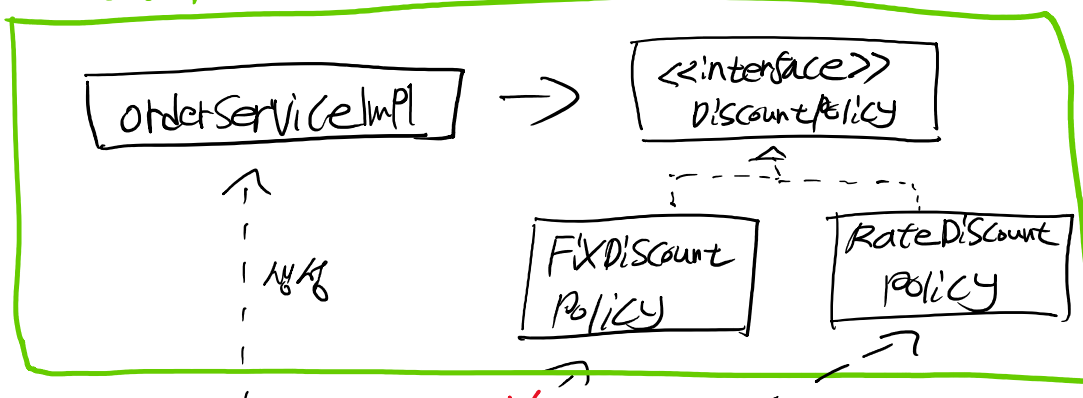 orderServiceImpl
<<interface>>
DiscountPolicy
생성
FixDiscount
Policy
RateDiscount
Policy